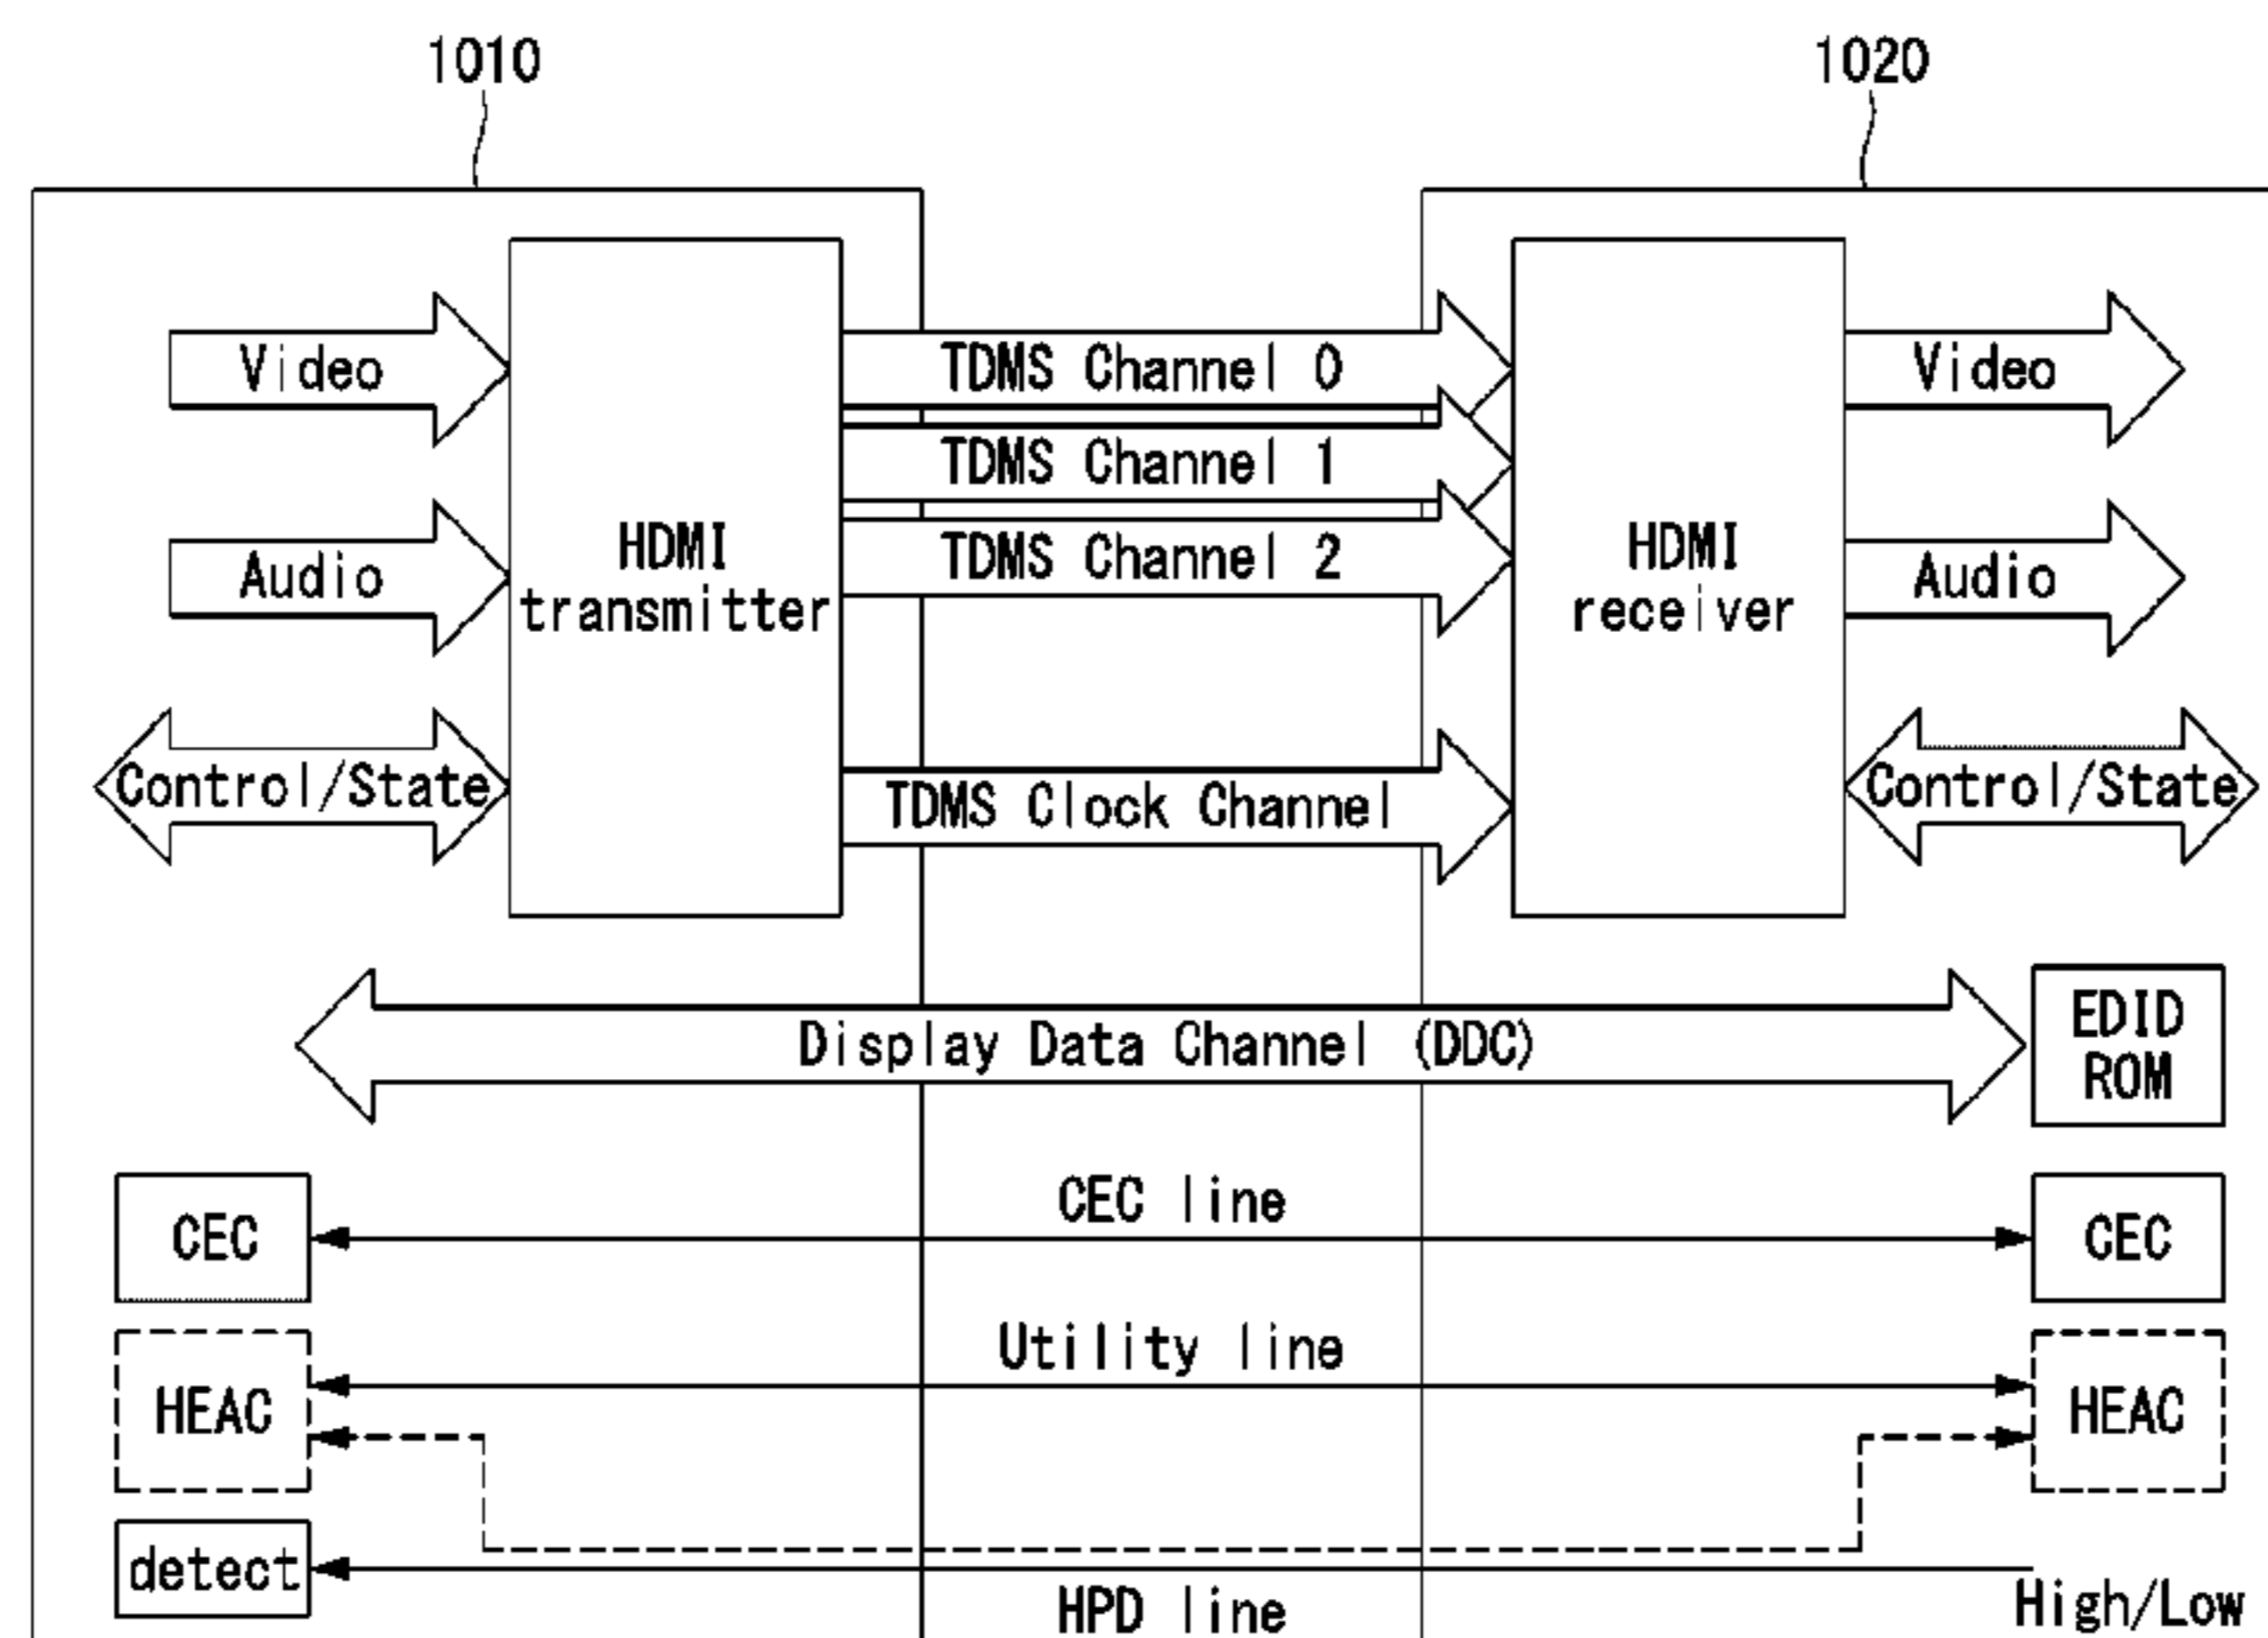 1010
1020
Video
TDMS Channel 0
Video
TDMS Channel 1
Audio
HDMI
transmitter
TDMS Channel 2
HDMI
receiver
Audio
Control/State
TDMS Clock Channel
Control/State
Display Data Channel (DDC)
EDID
ROM
CEC
CEC line
CEC
Utility line
HEAC
HEAC
detect
HPD line
High/Low